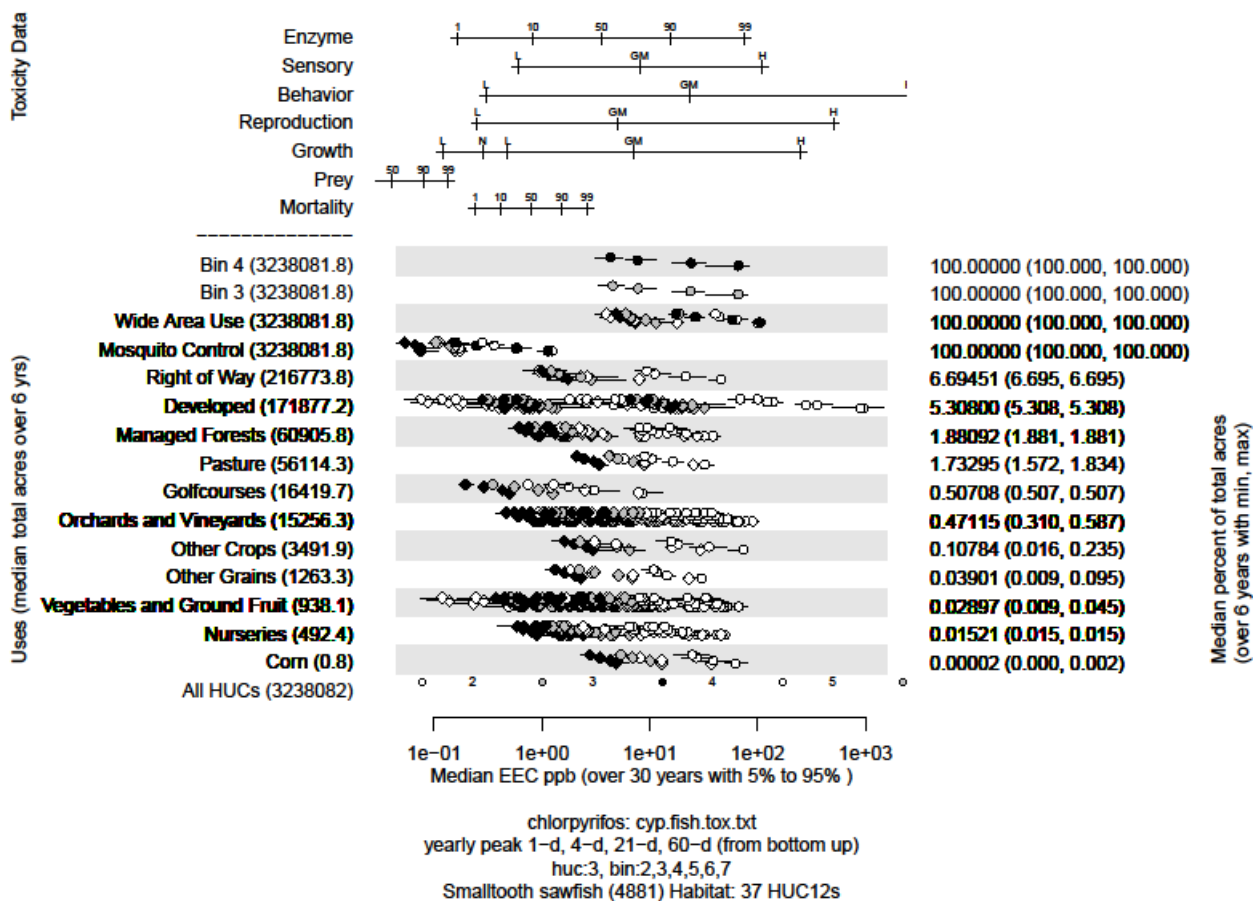 Toxicity Data
Enzyme 1 10 50 90 99
Sensory L GM H
Behavior L GM
Reproduction L GM H
Growth L N L GM H
Prey 50 90 99
Mortality 1 10 50 90 99
--------------
Uses (median total acres over 6 yrs)
Bin 4 (3238081.8) 100.00000 (100.000, 100.000)
Bin 3 (3238081.8) 100.00000 (100.000, 100.000)
Wide Area Use (3238081.8) 100.00000 (100.000, 100.000)
Mosquito Control (3238081.8) 100.00000 (100.000, 100.000)
Right of Way (216773.8) 6.69451 (6.695, 6.695)
Developed (171877.2) 5.30800 (5.308, 5.308)
Managed Forests (60905.8) 1.88092 (1.881, 1.881)
Pasture (56114.3) 1.73295 (1.572, 1.834)
Golfcourses (16419.7) 0.50708 (0.507, 0.507)
Orchards and Vineyards (15256.3) 0.47115 (0.310, 0.587)
Other Crops (3491.9) 0.10784 (0.016, 0.235)
Other Grains (1263.3) 0.03901 (0.009, 0.095)
Vegetables and Ground Fruit (938.1) 0.02897 (0.009, 0.045)
Nurseries (492.4) 0.01521 (0.015, 0.015)
Corn (0.8) 0.00002 (0.000, 0.002)
All HUCs (3238082) 2 3 4 5
Median percent of total acres
(over 6 years with min, max)
1e−01 1e+00 1e+01 1e+02 1e+03
Median EEC ppb (over 30 years with 5% to 95% )
chlorpyrifos: cyp.fish.tox.txt
yearly peak 1−d, 4−d, 21−d, 60−d (from bottom up)
huc:3, bin:2,3,4,5,6,7
Smalltooth sawfish (4881) Habitat: 37 HUC12s